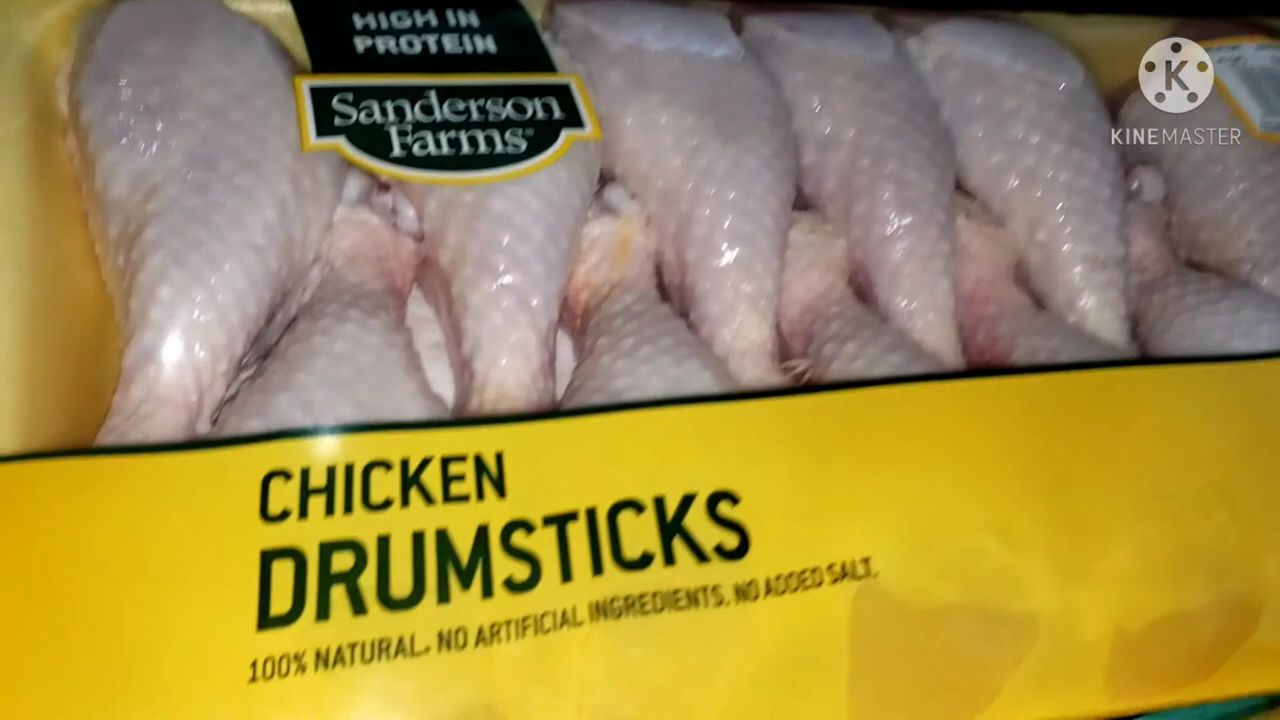 HIGH IN
PROTEIN
Sanderson
Farms®
K
KINEMASTER
CHICKEN
DRUMSTICKS
100% NATURAL. NO ARTIFICIAL INGREDIENTS. NO ADDED SALT.